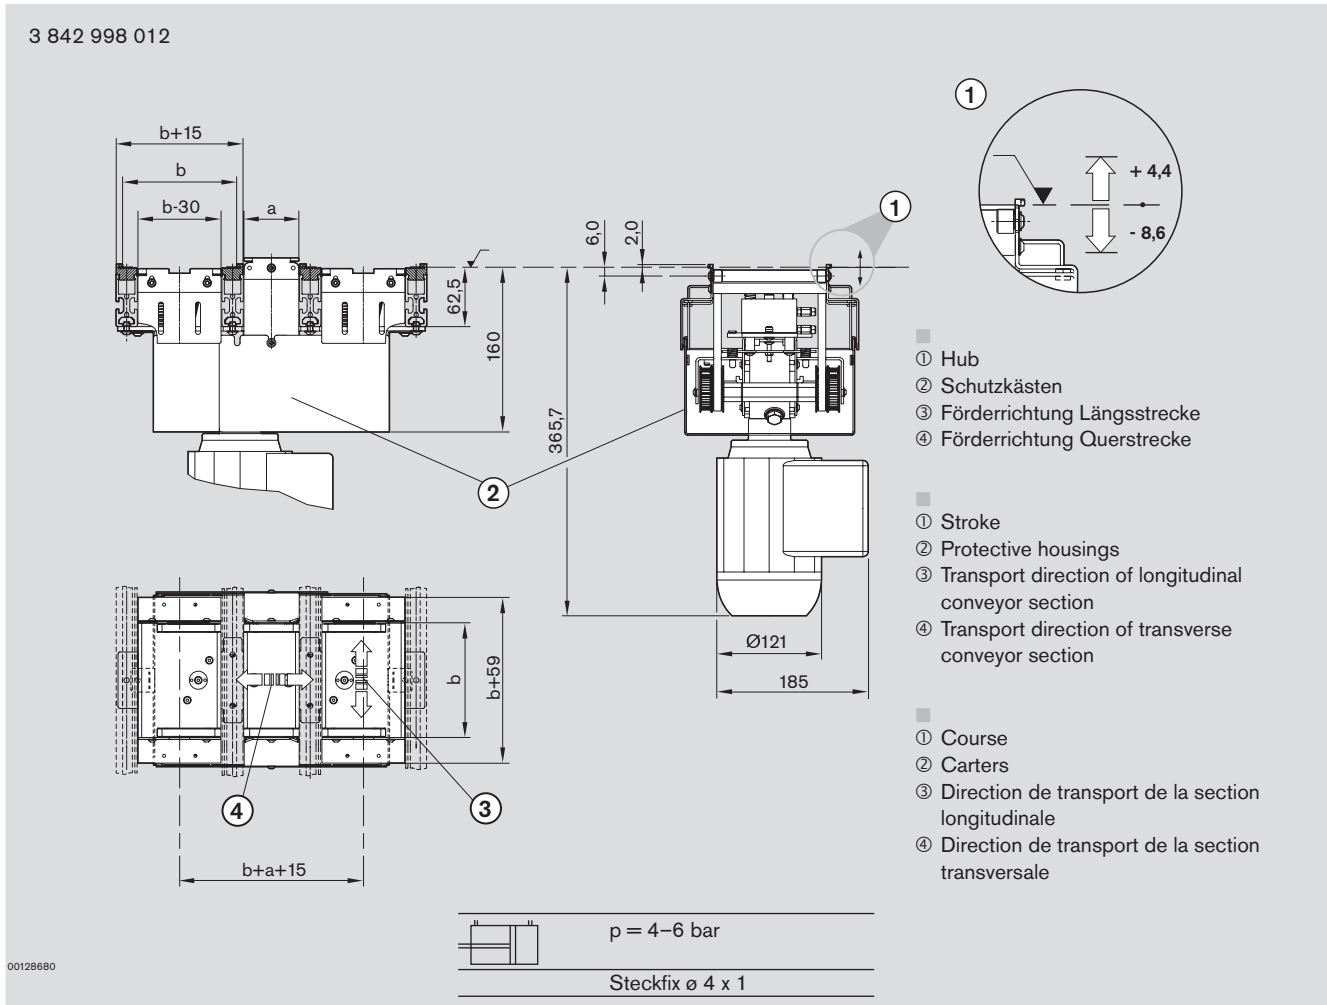 3 842 998 012
b+15
b
b-30
a
62,5
160
6,0
2,0
1
1
+ 4,4
- 8,6
365,7
2
Ø121
185
b
b+59
4
3
b+a+15
① Hub
② Schutzkästen
③ Förderrichtung Längsstrecke
④ Förderrichtung Querstrecke
① Stroke
② Protective housings
③ Transport direction of longitudinal
conveyor section
④ Transport direction of transverse
conveyor section
① Course
② Carters
③ Direction de transport de la section
longitudinale
④ Direction de transport de la section
transversale
p = 4–6 bar
Steckfix ø 4 x 1
00128680